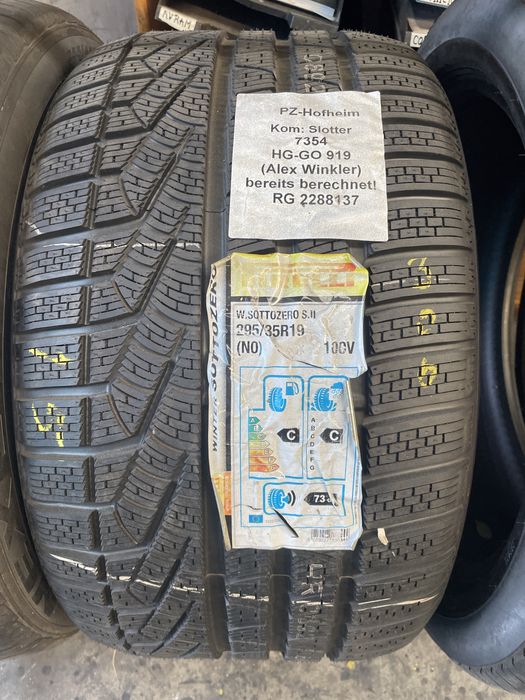 PZ-Hofheim
Kom: Slotter
7354
HG-GO 919
(Alex Winkler)
bereits berechnet!
RG 2288137
W.SOTTOZERO S.II
295/35R19
(N0) 100V
WINTER SOTTOZERO
A
B
C
D
E
F
G
C
C
73